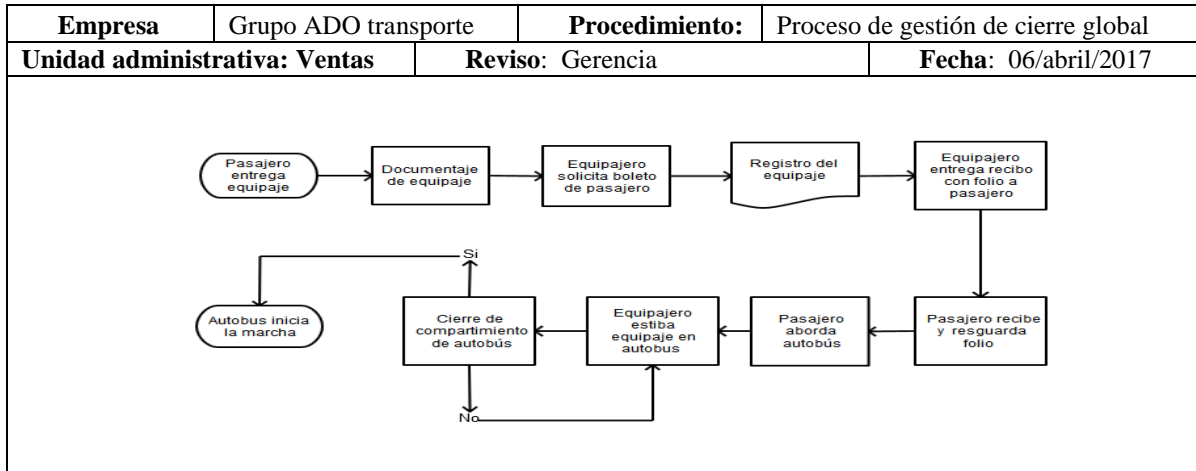 Empresa Grupo ADO transporte Procedimiento: Proceso de gestión de cierre global
Unidad administrativa: Ventas Reviso: Gerencia Fecha: 06/abril/2017
Pasajero
entrega
equipaje
Documentaje
de equipaje
Equipajero
solicita boleto
de pasajero
Registro del
equipaje
Equipajero
entrega recibo
con folio a
pasajero
Pasajero recibe
y resguarda
folio
Pasajero
aborda
autobús
Equipajero
estiba
equipaje en
autobus
Cierre de
compartimiento
de autobús
Si
No
Autobus inicia
la marcha